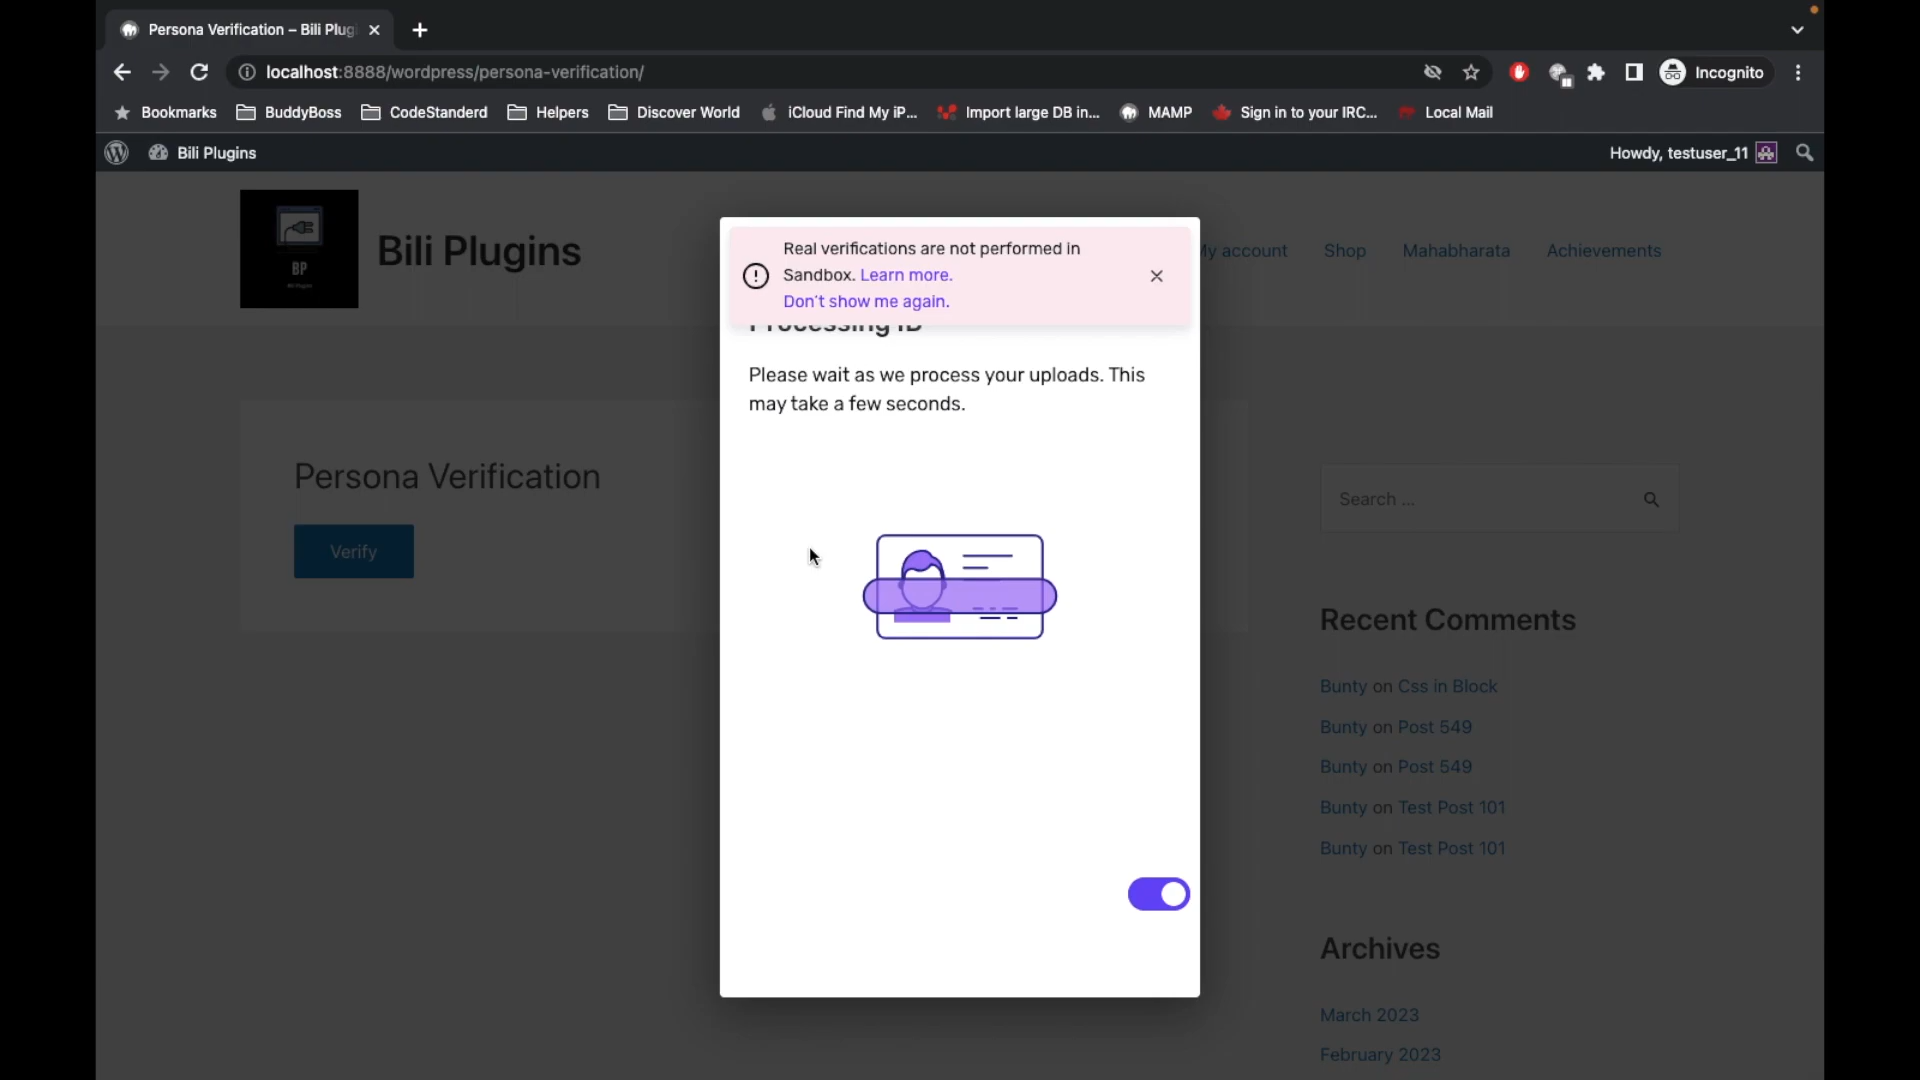 Persona Verification – Bili Plug
localhost:8888/wordpress/persona-verification/
Incognito
Bookmarks
BuddyBoss
CodeStanderd
Helpers
Discover World
iCloud Find My iP...
Import large DB in...
MAMP
Sign in to your IRC...
Local Mail
Bili Plugins
Howdy, testuser_11
BP
Bili Plugins
My account
Shop
Mahabharata
Achievements
Real verifications are not performed in
Sandbox. Learn more.
Don't show me again.
Processing ID
Please wait as we process your uploads. This
may take a few seconds.
Persona Verification
Verify
Search ...
Recent Comments
Bunty on Css in Block
Bunty on Post 549
Bunty on Post 549
Bunty on Test Post 101
Bunty on Test Post 101
Archives
March 2023
February 2023